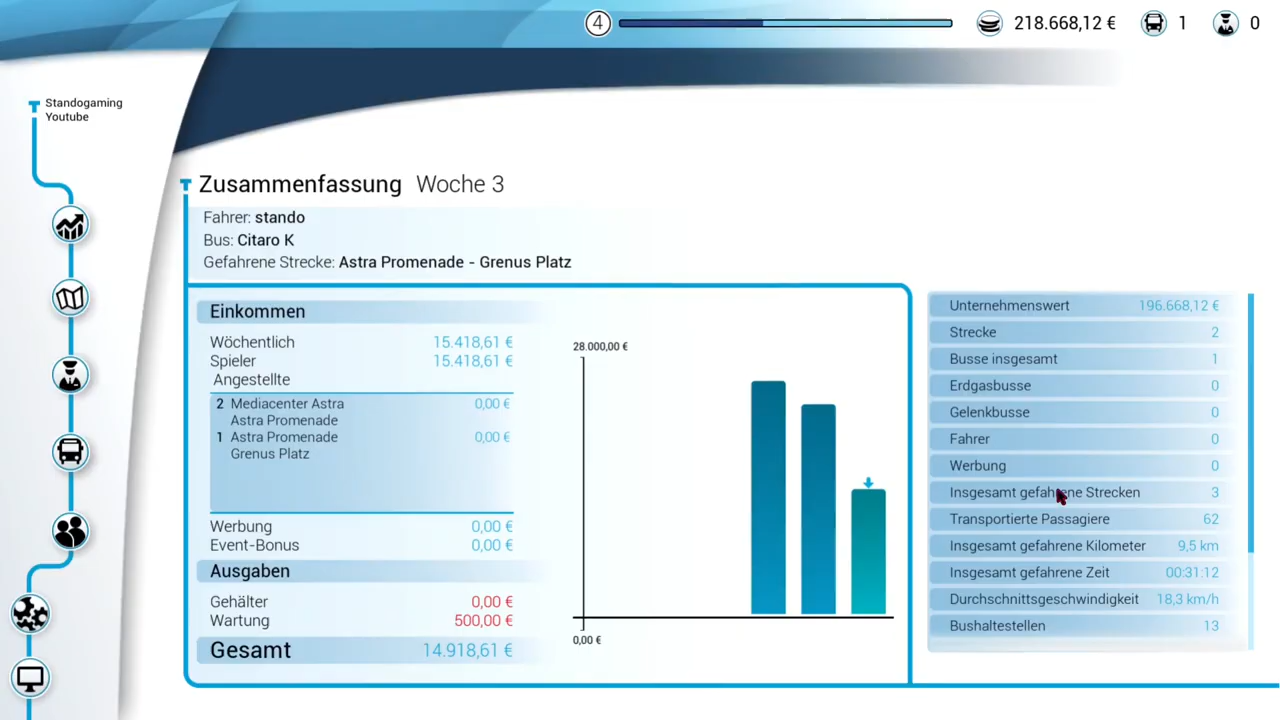 4 218.668,12 € 1 0
Standogaming
Youtube
Zusammenfassung Woche 3
Fahrer: stando
Bus: Citaro K
Gefahrene Strecke: Astra Promenade - Grenus Platz
Einkommen
Wöchentlich 15.418,61 €
Spieler 15.418,61 €
Angestellte
2 Mediacenter Astra 0,00 €
Astra Promenade
1 Astra Promenade 0,00 €
Grenus Platz
Werbung 0,00 €
Event-Bonus 0,00 €
Ausgaben
Gehälter 0,00 €
Wartung 500,00 €
Gesamt 14.918,61 €
28.000,00 €
0,00 €
Unternehmenswert 196.668,12 €
Strecke 2
Busse insgesamt 1
Erdgasbusse 0
Gelenkbusse 0
Fahrer 0
Werbung 0
Insgesamt gefahrene Strecken 3
Transportierte Passagiere 62
Insgesamt gefahrene Kilometer 9,5 km
Insgesamt gefahrene Zeit 00:31:12
Durchschnittsgeschwindigkeit 18,3 km/h
Bushaltestellen 13